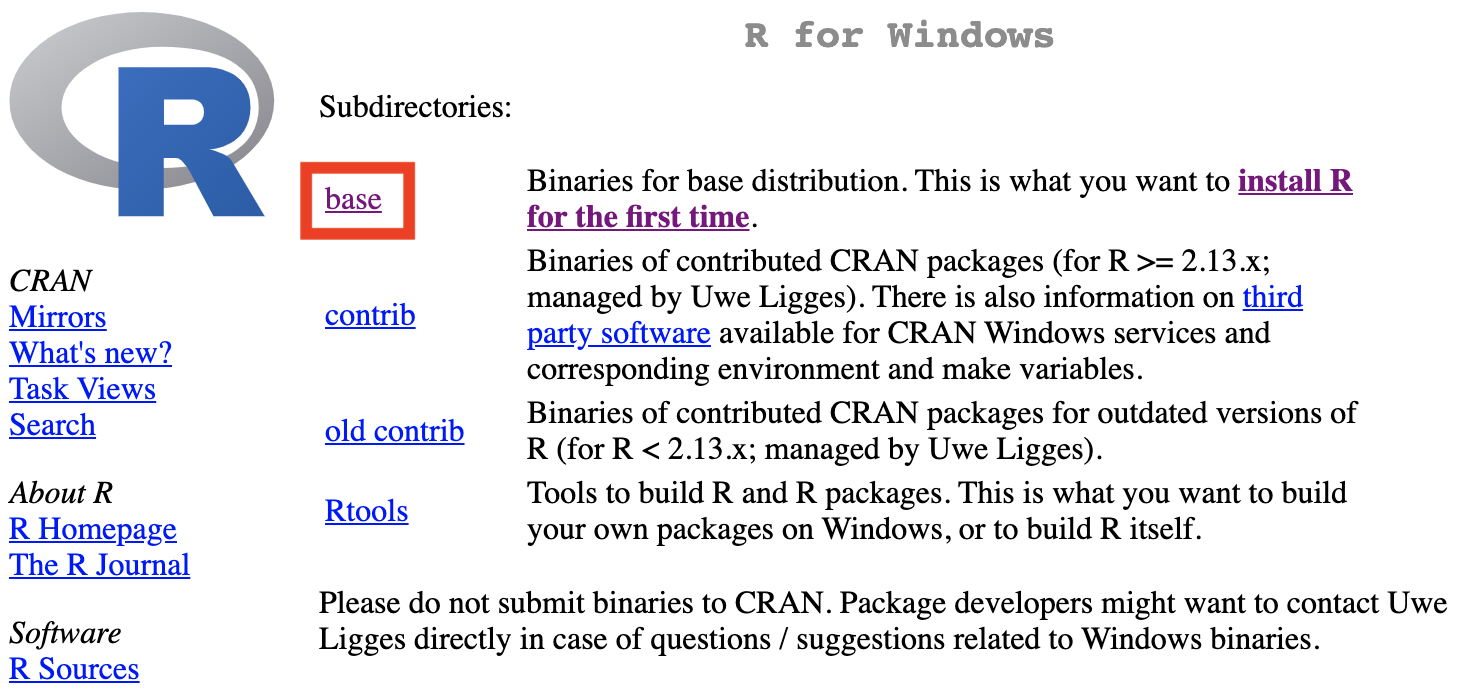 R
R for Windows
Subdirectories:
base
Binaries for base distribution. This is what you want to install R
for the first time.
contrib
Binaries of contributed CRAN packages (for R >= 2.13.x;
managed by Uwe Ligges). There is also information on third
party software available for CRAN Windows services and
corresponding environment and make variables.
old contrib
Binaries of contributed CRAN packages for outdated versions of
R (for R < 2.13.x; managed by Uwe Ligges).
Rtools
Tools to build R and R packages. This is what you want to build
your own packages on Windows, or to build R itself.
Please do not submit binaries to CRAN. Package developers might want to contact Uwe
Ligges directly in case of questions / suggestions related to Windows binaries.
CRAN
Mirrors
What's new?
Task Views
Search
About R
R Homepage
The R Journal
Software
R Sources